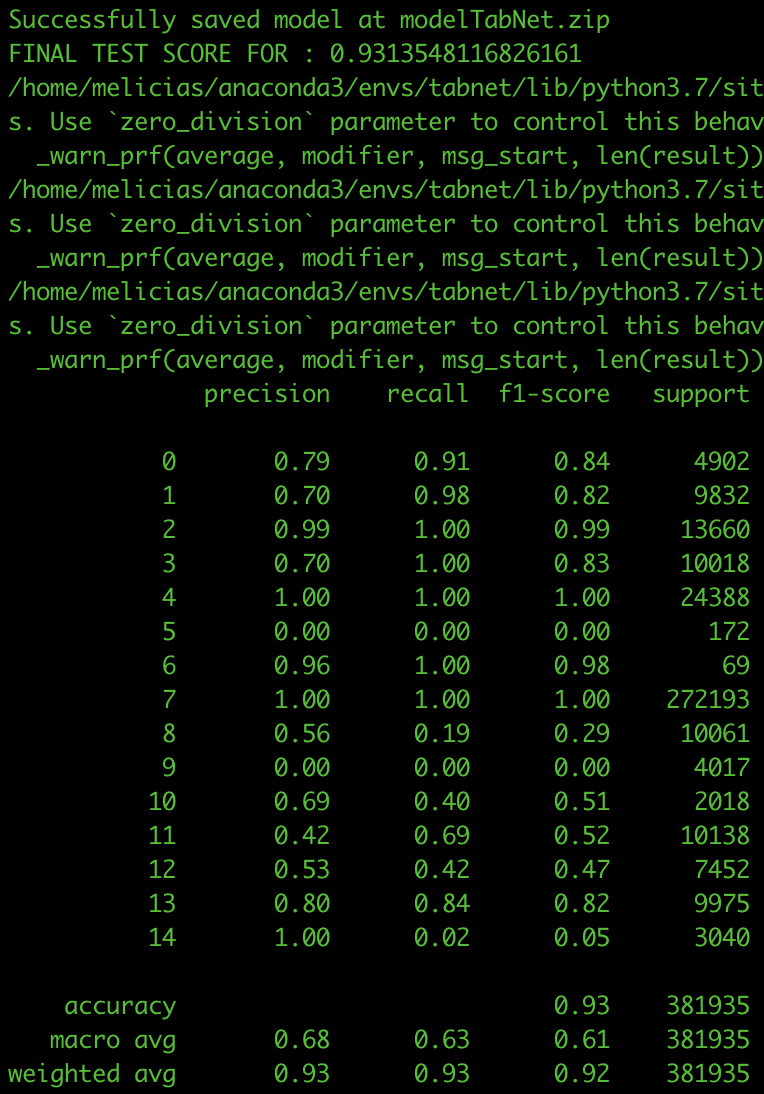 Successfully saved model at modelTabNet.zip
FINAL TEST SCORE FOR : 0.9313548116826161
/home/melicias/anaconda3/envs/tabnet/lib/python3.7/sit
s. Use `zero_division` parameter to control this behav
  _warn_prf(average, modifier, msg_start, len(result))
/home/melicias/anaconda3/envs/tabnet/lib/python3.7/sit
s. Use `zero_division` parameter to control this behav
  _warn_prf(average, modifier, msg_start, len(result))
/home/melicias/anaconda3/envs/tabnet/lib/python3.7/sit
s. Use `zero_division` parameter to control this behav
  _warn_prf(average, modifier, msg_start, len(result))
              precision    recall  f1-score   support
           0       0.79      0.91      0.84      4902
           1       0.70      0.98      0.82      9832
           2       0.99      1.00      0.99     13660
           3       0.70      1.00      0.83     10018
           4       1.00      1.00      1.00     24388
           5       0.00      0.00      0.00       172
           6       0.96      1.00      0.98        69
           7       1.00      1.00      1.00    272193
           8       0.56      0.19      0.29     10061
           9       0.00      0.00      0.00      4017
          10       0.69      0.40      0.51      2018
          11       0.42      0.69      0.52     10138
          12       0.53      0.42      0.47      7452
          13       0.80      0.84      0.82      9975
          14       1.00      0.02      0.05      3040
    accuracy                           0.93    381935
   macro avg       0.68      0.63      0.61    381935
weighted avg       0.93      0.93      0.92    381935